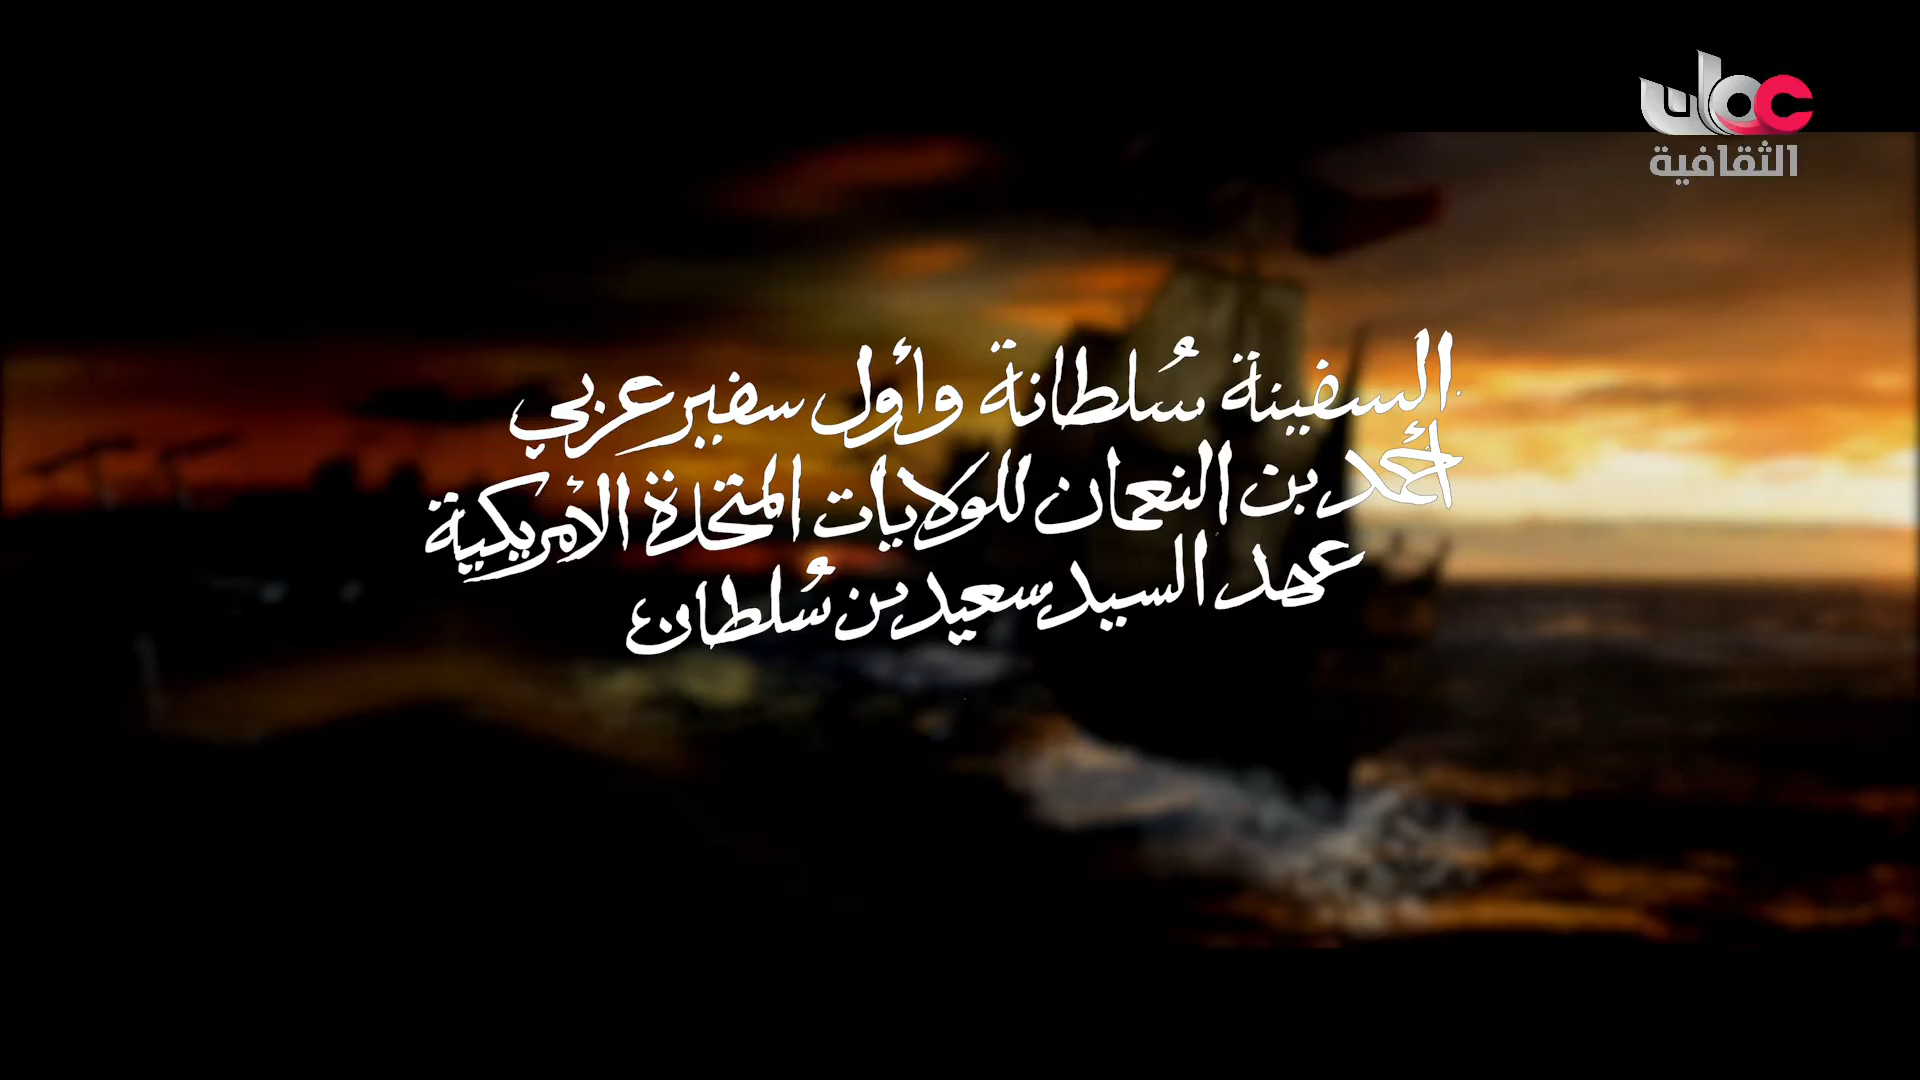 عمان
الثقافية
السفينة سُلطانة وأول سفير عربي
أحمد بن النعمان للولايات المتحدة الأمريكية
عهد السيد سعيد بن سُلطان